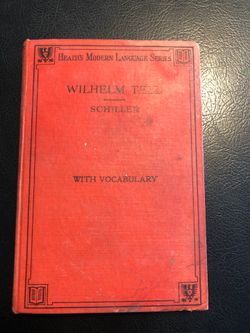 HEATH'S MODERN LANGUAGE SERIES
WILHELM TELL
SCHILLER
WITH VOCABULARY